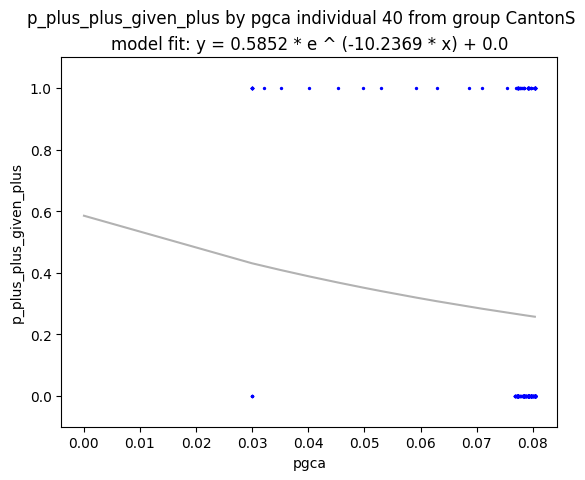 p_plus_plus_given_plus by pgca individual 40 from group CantonS
model fit: y = 0.5852 * e ^ (-10.2369 * x) + 0.0
1.0
0.8
0.6
0.4
0.2
0.0
p_plus_plus_given_plus
0.00 0.01 0.02 0.03 0.04 0.05 0.06 0.07 0.08
pgca